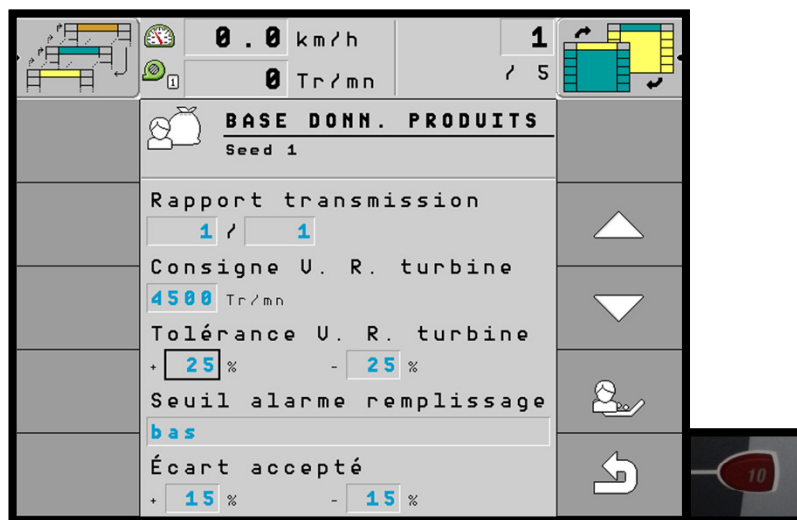 0.0 km/h
1
1
0 Tr/mn
/ 5
BASE DONN. PRODUITS
Seed 1
Rapport transmission
1 / 1
Consigne V. R. turbine
4500 Tr/mn
Tolérance V. R. turbine
+ 25 % - 25 %
Seuil alarme remplissage
bas
Écart accepté
+ 15 % - 15 %
10